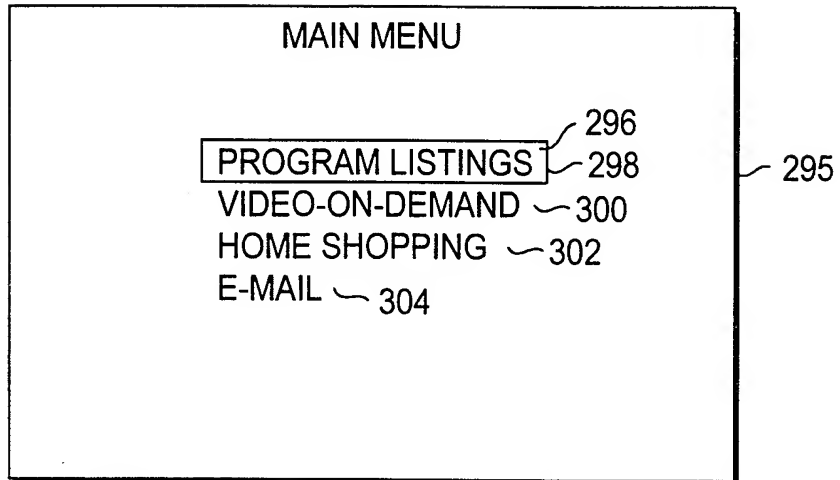 MAIN MENU
296
PROGRAM LISTINGS 298
295
VIDEO-ON-DEMAND 300
HOME SHOPPING 302
E-MAIL 304